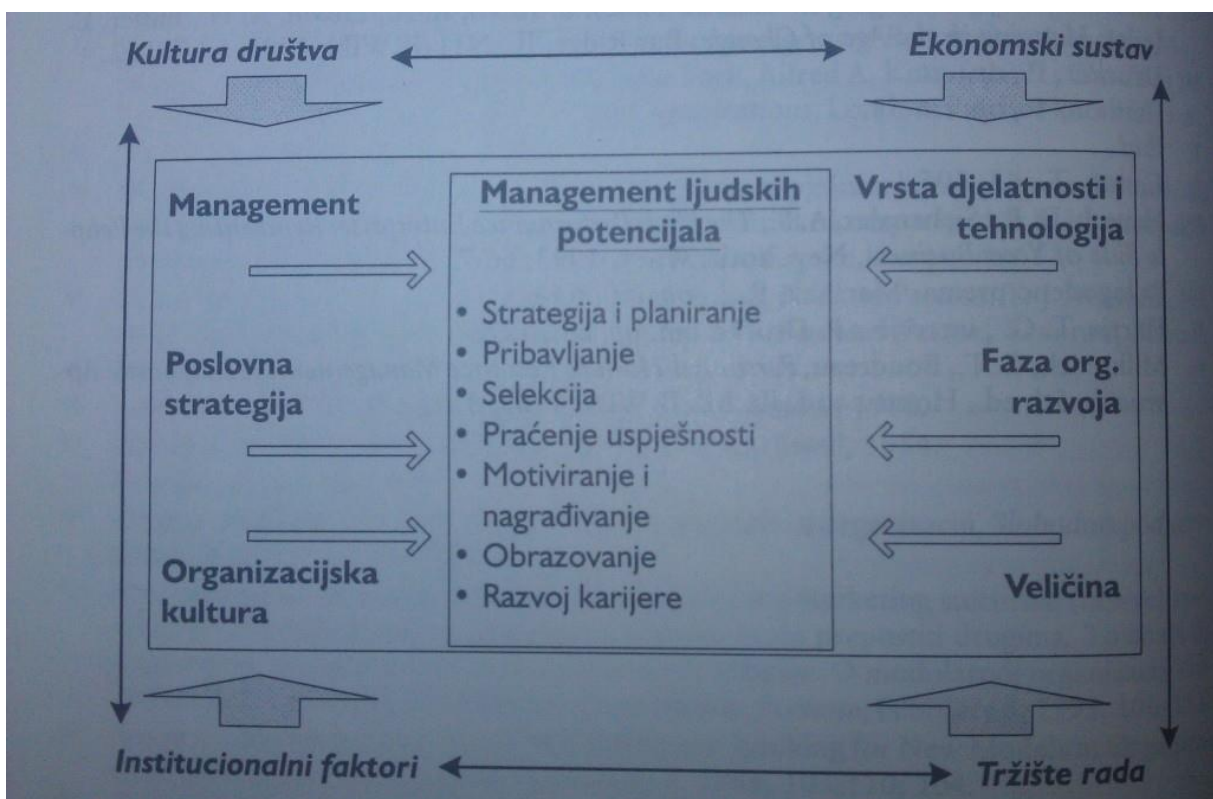 Kultura društva
Ekonomski sustav
Management
Poslovna
strategija
Organizacijska
kultura
Management ljudskih
potencijala
• Strategija i planiranje
• Pribavljanje
• Selekcija
• Praćenje uspješnosti
• Motiviranje i
nagrađivanje
• Obrazovanje
• Razvoj karijere
Vrsta djelatnosti i
tehnologija
Faza org.
razvoja
Veličina
Institucionalni faktori
Tržište rada